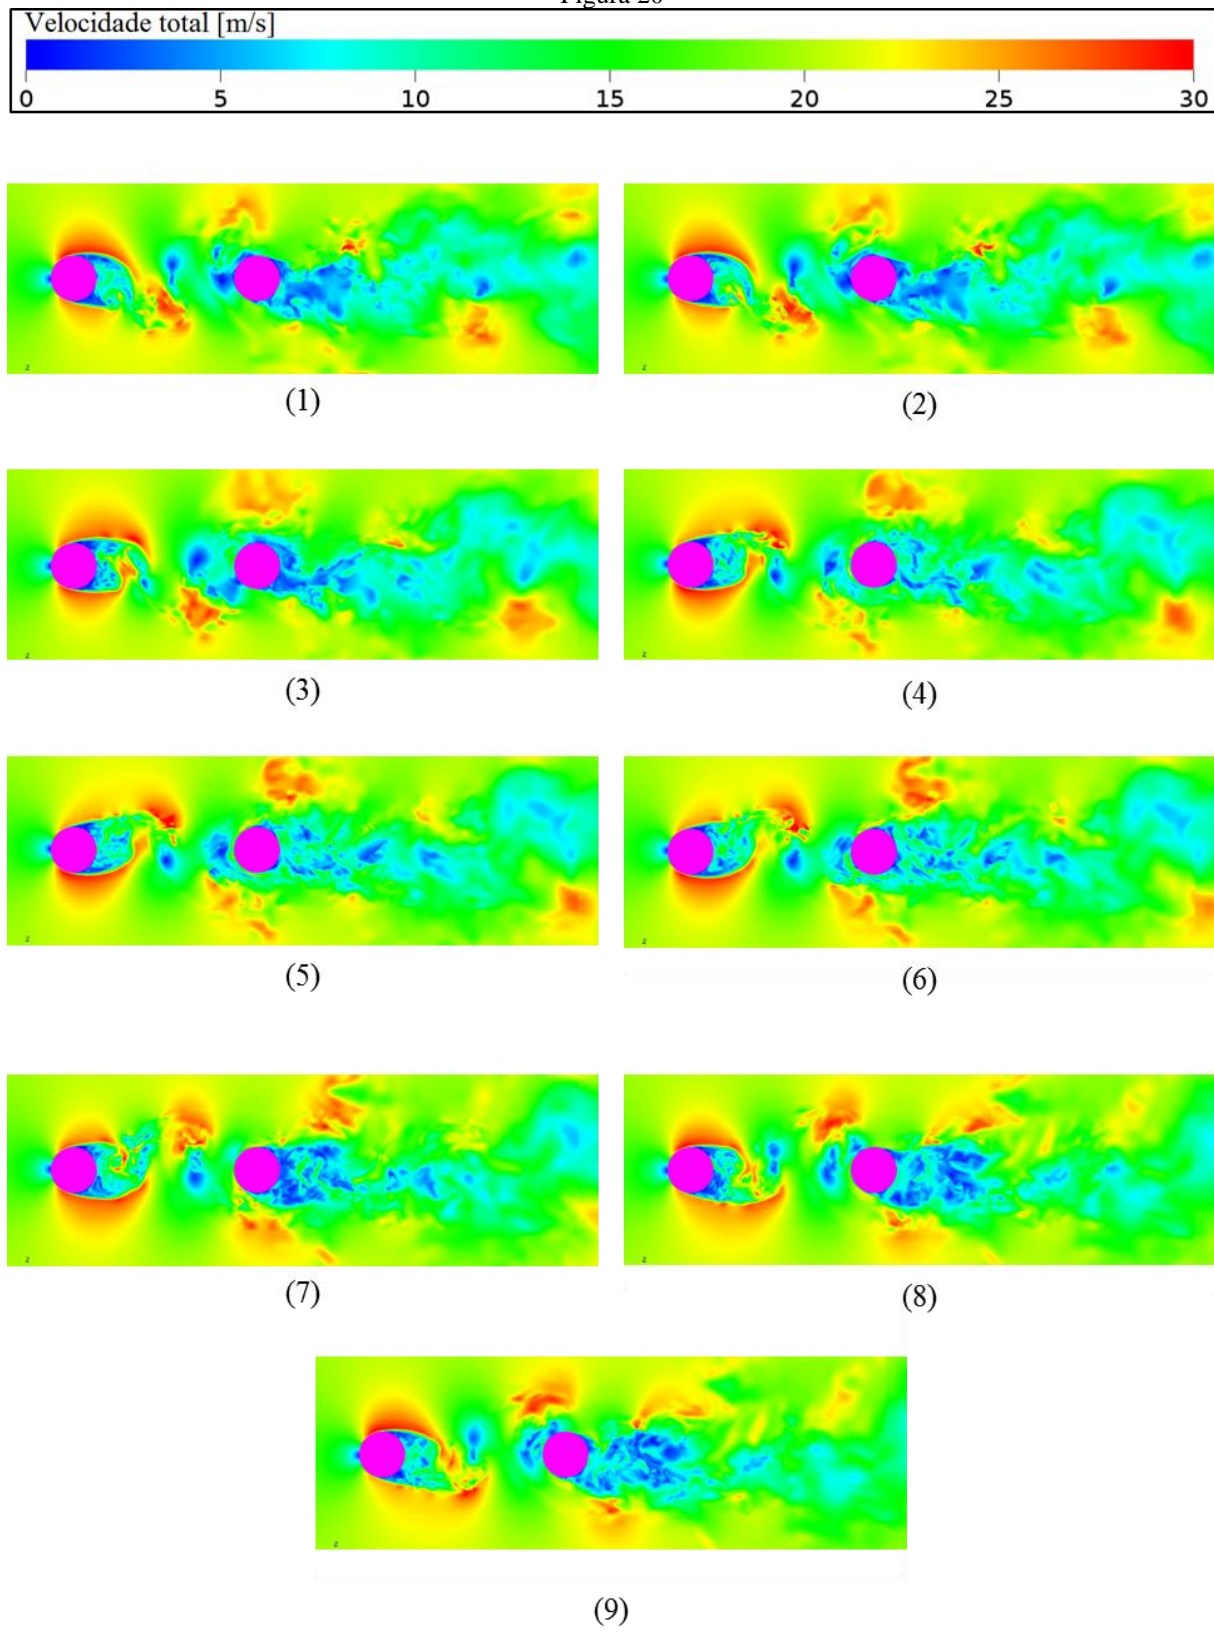 Velocidade total [m/s]
0 5 10 15 20 25 30
z z
(1) (2)
z z
(3) (4)
z z
(5) (6)
z z
(7) (8)
z
(9)